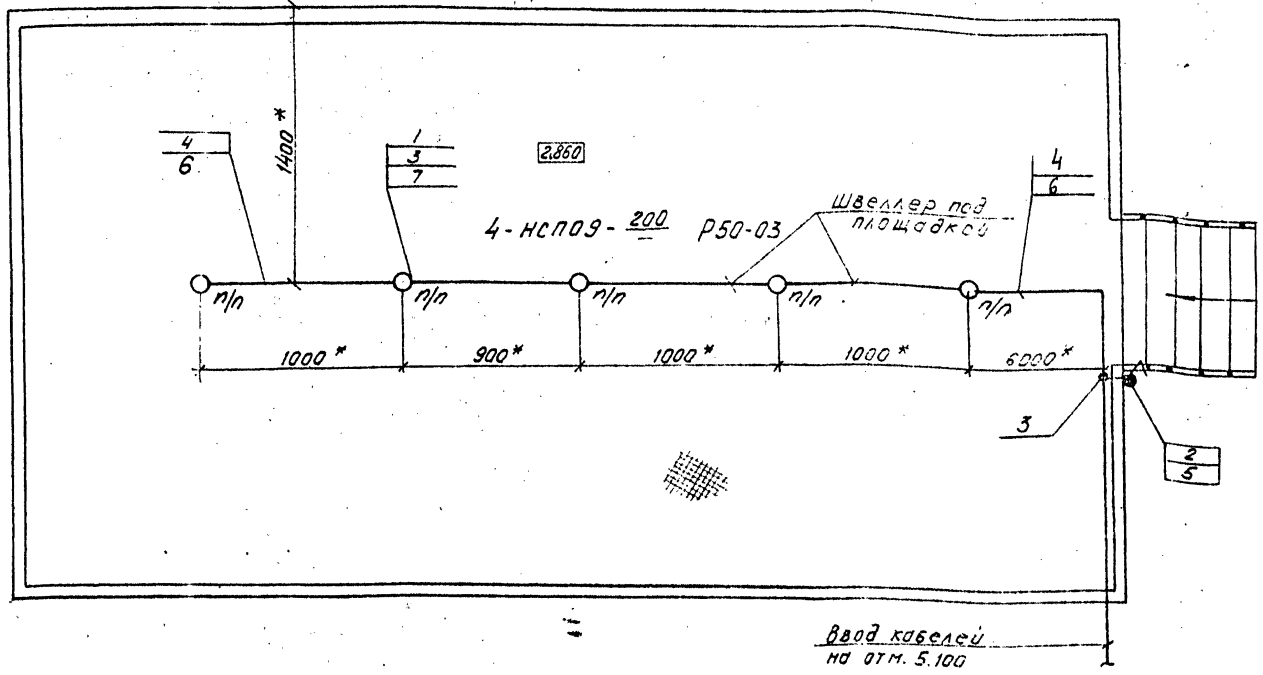 1400*
4
6
1
3
7
2,860
4
6
4-НСП09- 200 Р50-03
—
Швеллер под
площадкой
п/п
п/п
п/п
п/п
п/п
1000*
900*
1000*
1000*
6000*
3
2
5
Ввод кабелей
на отм. 5.100